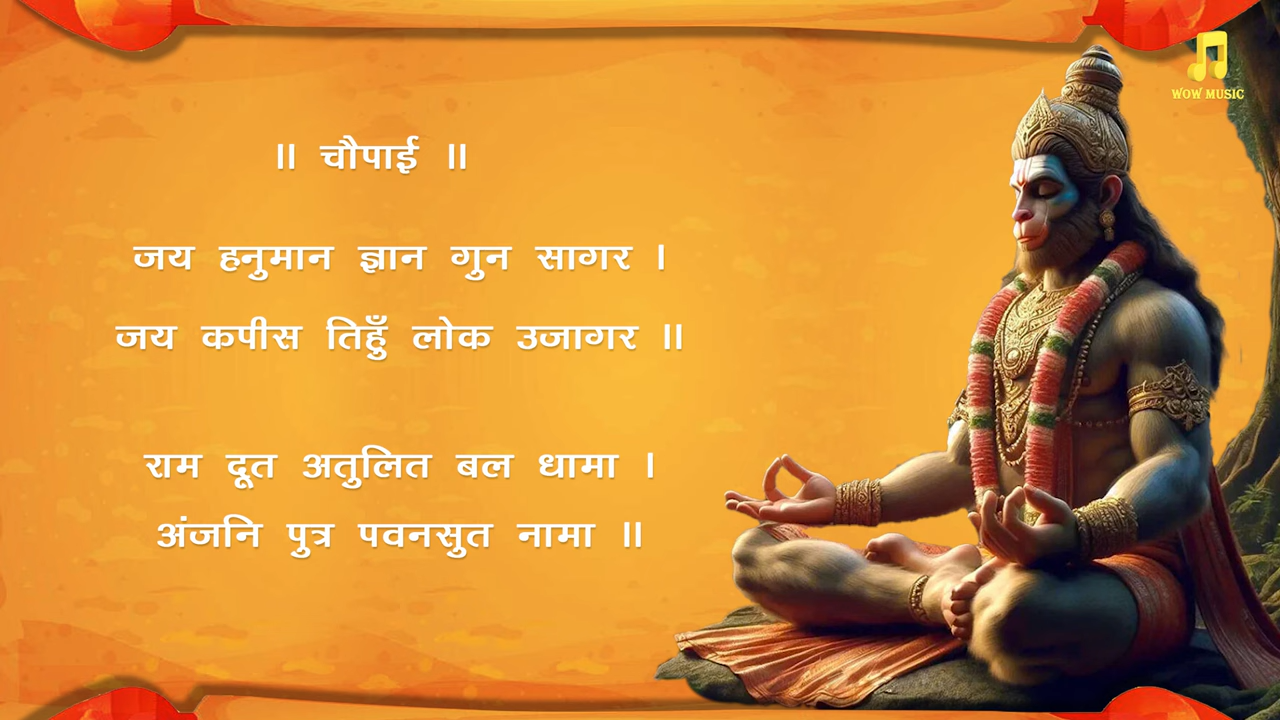 ॥ चौपाई ॥
जय हनुमान ज्ञान गुन सागर ।
जय कपीस तिहुँ लोक उजागर ॥
राम दूत अतुलित बल धामा ।
अंजनि पुत्र पवनसुत नामा ॥
WOW MUSIC